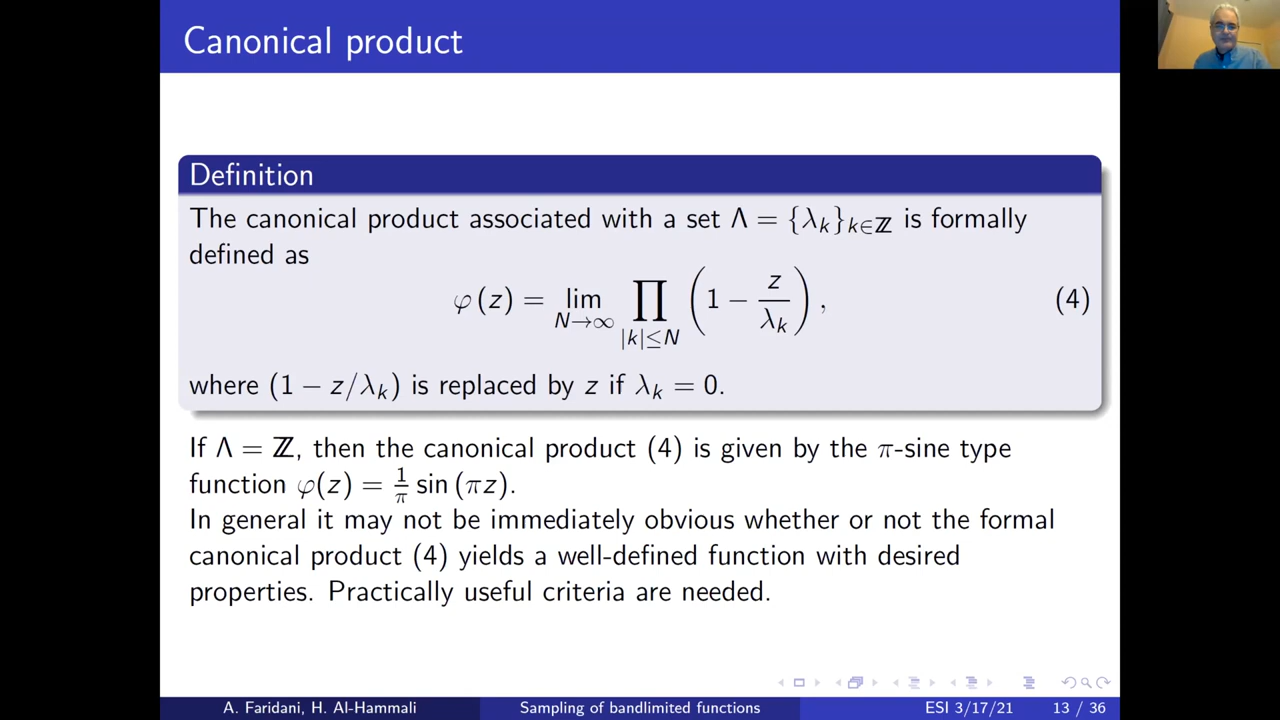 Canonical product
Definition
The canonical product associated with a set Λ = {λ_k}_{k∈ℤ} is formally
defined as
φ(z) = lim_{N→∞} ∏_{|k|≤N} (1 − z/λ_k), (4)
where (1 − z/λ_k) is replaced by z if λ_k = 0.
If Λ = ℤ, then the canonical product (4) is given by the π-sine type
function φ(z) = 1/π sin (πz).
In general it may not be immediately obvious whether or not the formal
canonical product (4) yields a well-defined function with desired
properties. Practically useful criteria are needed.
A. Faridani, H. Al-Hammali Sampling of bandlimited functions ESI 3/17/21 13 / 36